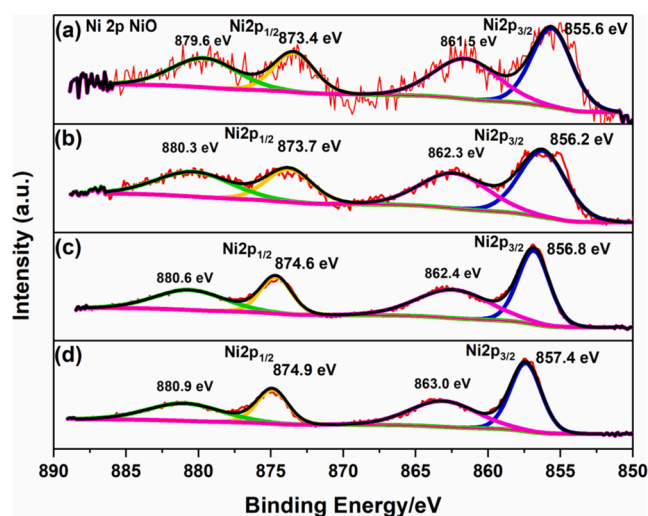 (a) Ni 2p NiO
879.6 eV
Ni2p1/2
873.4 eV
861.5 eV
Ni2p3/2
855.6 eV
(b)
880.3 eV
Ni2p1/2
873.7 eV
862.3 eV
Ni2p3/2
856.2 eV
(c)
880.6 eV
Ni2p1/2
874.6 eV
862.4 eV
Ni2p3/2
856.8 eV
(d)
880.9 eV
Ni2p1/2
874.9 eV
863.0 eV
Ni2p3/2
857.4 eV
Intensity (a.u.)
890 885 880 875 870 865 860 855 850
Binding Energy/eV